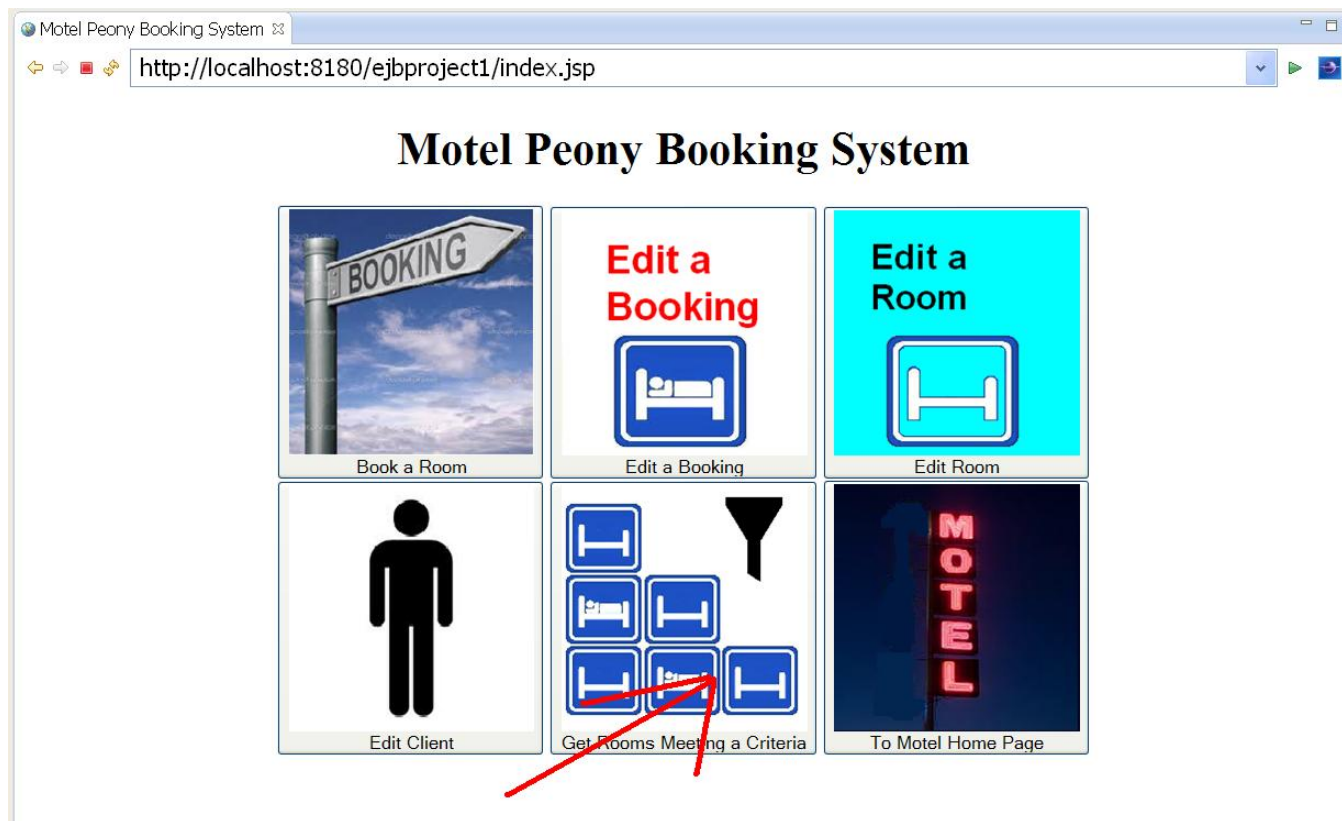 Motel Peony Booking System
http://localhost:8180/ejbproject1/index.jsp
Motel Peony Booking System
BOOKING
Edit a
Booking
Edit a
Room
Book a Room
Edit a Booking
Edit Room
MOTEL
Edit Client
Get Rooms Meeting a Criteria
To Motel Home Page